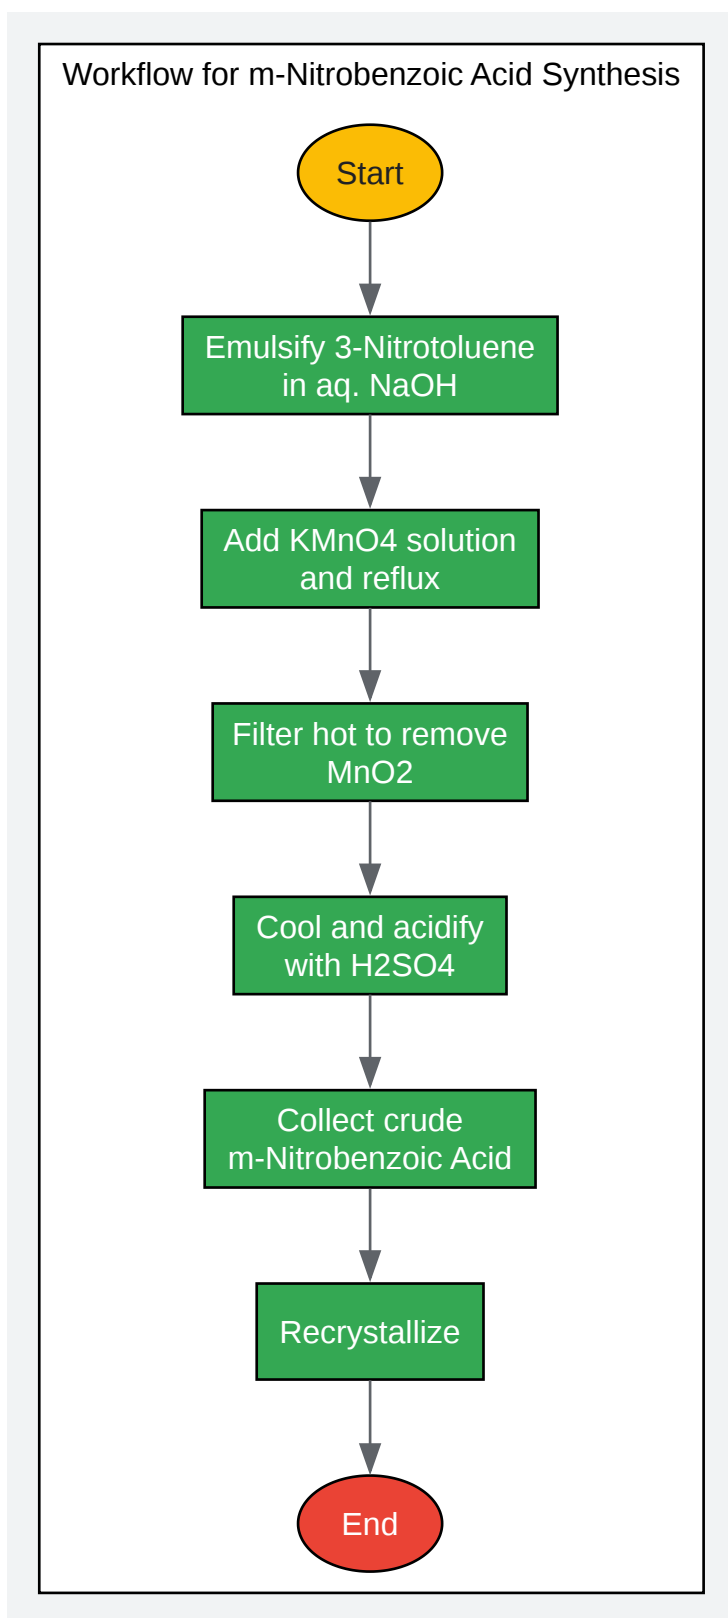 Workflow for m-Nitrobenzoic Acid Synthesis
Start
Emulsify 3-Nitrotoluene
in aq. NaOH
Add KMnO4 solution
and reflux
Filter hot to remove
MnO2
Cool and acidify
with H2SO4
Collect crude
m-Nitrobenzoic Acid
Recrystallize
End